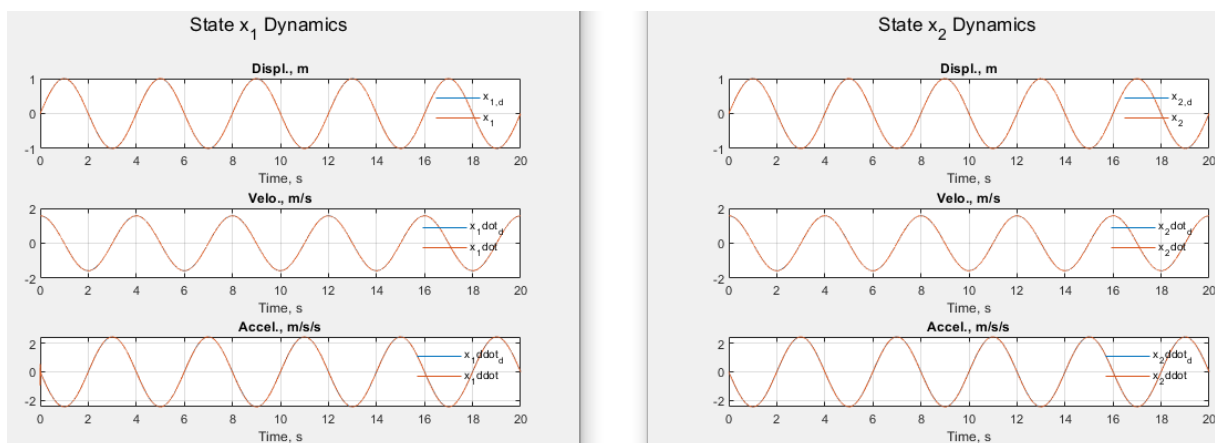 State x1 Dynamics
Displ., m
1
0
-1
x1,d
x1
0 2 4 6 8 10 12 14 16 18 20
Time, s
Velo., m/s
2
0
-2
x1dotd
x1dot
0 2 4 6 8 10 12 14 16 18 20
Time, s
Accel., m/s/s
2
0
-2
x1ddotd
x1ddot
0 2 4 6 8 10 12 14 16 18 20
Time, s
State x2 Dynamics
Displ., m
1
0
-1
x2,d
x2
0 2 4 6 8 10 12 14 16 18 20
Time, s
Velo., m/s
2
0
-2
x2dotd
x2dot
0 2 4 6 8 10 12 14 16 18 20
Time, s
Accel., m/s/s
2
0
-2
x2ddotd
x2ddot
0 2 4 6 8 10 12 14 16 18 20
Time, s